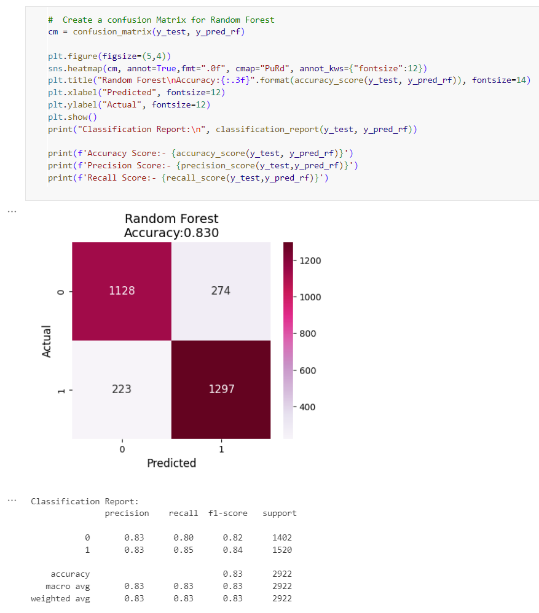 #  Create a confusion Matrix for Random Forest
cm = confusion_matrix(y_test, y_pred_rf)
plt.figure(figsize=(5,4))
sns.heatmap(cm, annot=True,fmt=".0f", cmap="PuRd", annot_kws={"fontsize":12})
plt.title("Random Forest\nAccuracy:{:.3f}".format(accuracy_score(y_test, y_pred_rf)), fontsize=14)
plt.xlabel("Predicted", fontsize=12)
plt.ylabel("Actual", fontsize=12)
plt.show()
print("Classification Report:\n", classification_report(y_test, y_pred_rf))
print(f'Accuracy Score:- {accuracy_score(y_test, y_pred_rf)}')
print(f'Precision Score:- {precision_score(y_test,y_pred_rf)}')
print(f'Recall Score:- {recall_score(y_test,y_pred_rf)}')
...
Random Forest
Accuracy:0.830
1200
0 1128 274
1000
Actual
800
600
1 223 1297
400
0 1
Predicted
...
Classification Report:
precision recall f1-score support
0 0.83 0.80 0.82 1402
1 0.83 0.85 0.84 1520
accuracy 0.83 2922
macro avg 0.83 0.83 0.83 2922
weighted avg 0.83 0.83 0.83 2922